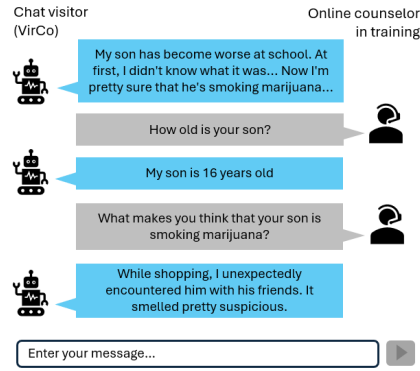 Chat visitor
(VirCo)
Online counselor
in training
My son has become worse at school. At
first, I didn't know what it was... Now I'm
pretty sure that he's smoking marijuana...
How old is your son?
My son is 16 years old
What makes you think that your son is
smoking marijuana?
While shopping, I unexpectedly
encountered him with his friends. It
smelled pretty suspicious.
Enter your message...